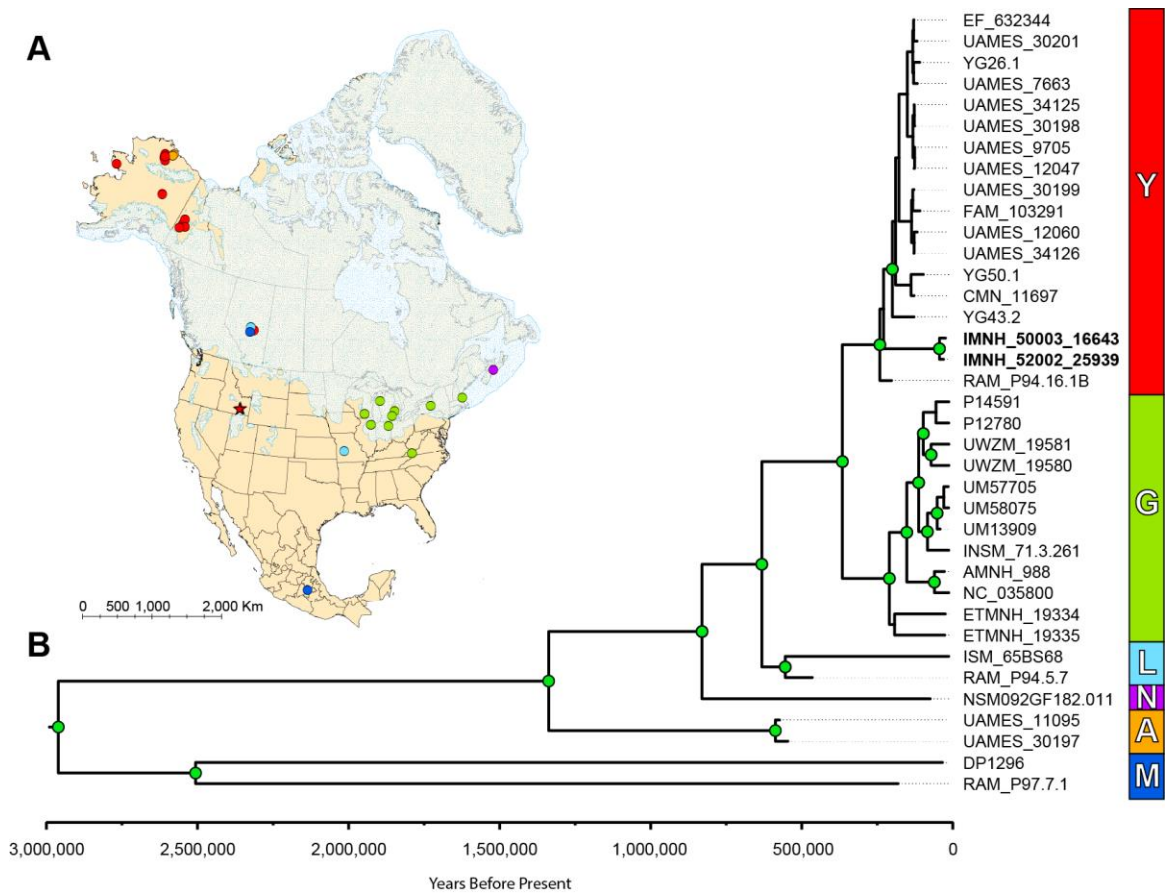 A
EF_632344
UAMES_30201
YG26.1
UAMES_7663
UAMES_34125
UAMES_30198
UAMES_9705
UAMES_12047
UAMES_30199
FAM_103291
UAMES_12060
UAMES_34126
YG50.1
CMN_11697
YG43.2
IMNH_50003_16643
IMNH_52002_25939
RAM_P94.16.1B
Y
P14591
P12780
UWZM_19581
UWZM_19580
UM57705
UM58075
UM13909
INSM_71.3.261
AMNH_988
NC_035800
ETMNH_19334
ETMNH_19335
G
0 500 1,000 2,000 Km
B
ISM_65BS68
RAM_P94.5.7
L
NSM092GF182.011
N
UAMES_11095
UAMES_30197
A
DP1296
RAM_P97.7.1
M
3,000,000 2,500,000 2,000,000 1,500,000 1,000,000 500,000 0
Years Before Present